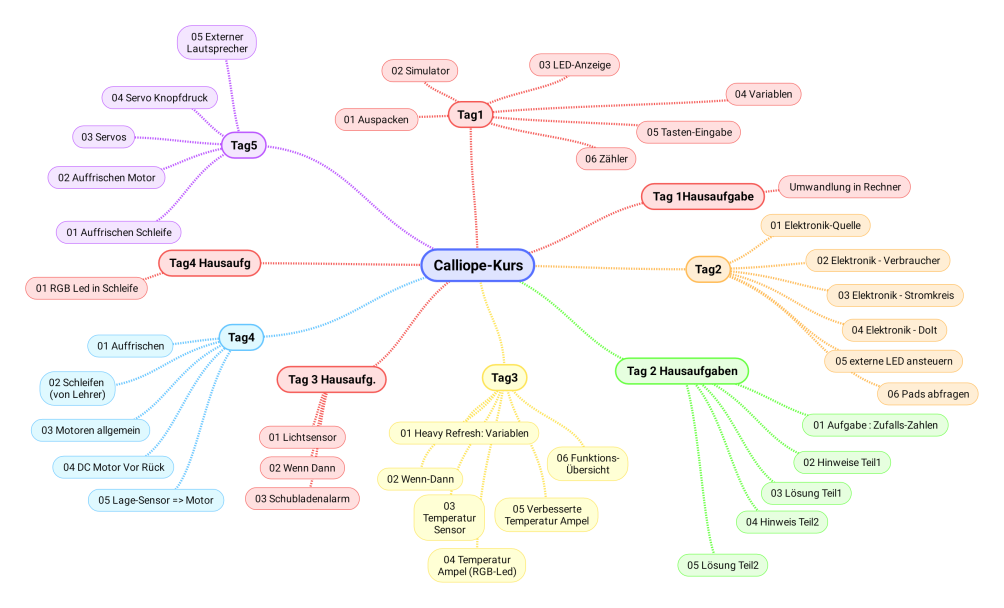 Calliope-Kurs
Tag1
01 Auspacken
02 Simulator
03 LED-Anzeige
04 Variablen
05 Tasten-Eingabe
06 Zähler
Tag 1Hausaufgabe
Umwandlung in Rechner
Tag2
01 Elektronik-Quelle
02 Elektronik - Verbraucher
03 Elektronik - Stromkreis
04 Elektronik - DoIt
05 externe LED ansteuern
06 Pads abfragen
Tag 2 Hausaufgaben
01 Aufgabe : Zufalls-Zahlen
02 Hinweise Teil1
03 Lösung Teil1
04 Hinweis Teil2
05 Lösung Teil2
Tag3
01 Heavy Refresh: Variablen
02 Wenn-Dann
03
Temperatur
Sensor
04 Temperatur
Ampel (RGB-Led)
05 Verbesserte
Temperatur Ampel
06 Funktions-
Übersicht
Tag 3 Hausaufg.
01 Lichtsensor
02 Wenn Dann
03 Schubladenalarm
Tag4
01 Auffrischen
02 Schleifen
(von Lehrer)
03 Motoren allgemein
04 DC Motor Vor Rück
05 Lage-Sensor => Motor
Tag4 Hausaufg
01 RGB Led in Schleife
Tag5
01 Auffrischen Schleife
02 Auffrischen Motor
03 Servos
04 Servo Knopfdruck
05 Externer
Lautsprecher